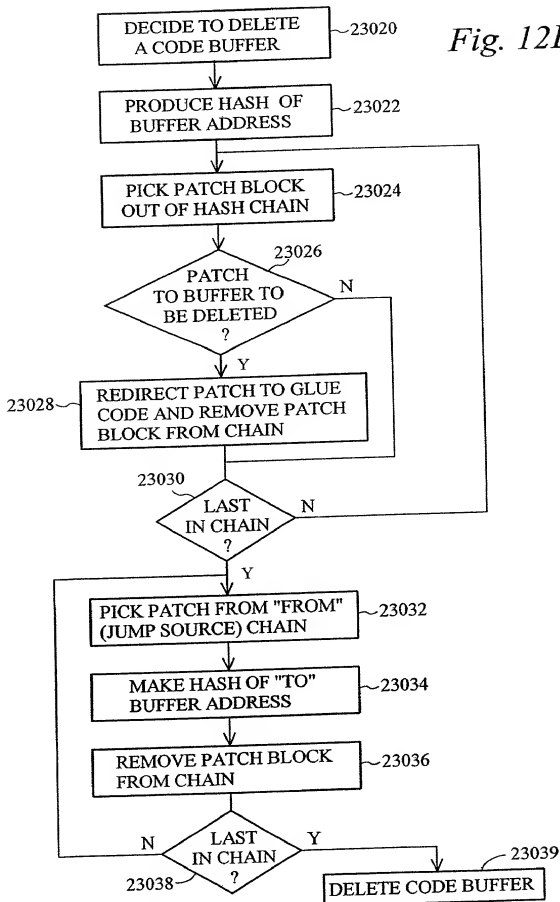 DECIDE TO DELETE
A CODE BUFFER
23020
Fig. 12
PRODUCE HASH OF
BUFFER ADDRESS
23022
PICK PATCH BLOCK
OUT OF HASH CHAIN
23024
23026
PATCH
TO BUFFER TO
BE DELETED
?
N
Y
23028
REDIRECT PATCH TO GLUE
CODE AND REMOVE PATCH
BLOCK FROM CHAIN
23030
LAST
IN CHAIN
?
N
Y
PICK PATCH FROM "FROM"
(JUMP SOURCE) CHAIN
23032
MAKE HASH OF "TO"
BUFFER ADDRESS
23034
REMOVE PATCH BLOCK
FROM CHAIN
23036
N
LAST
IN CHAIN
?
Y
23038
23039
DELETE CODE BUFFER